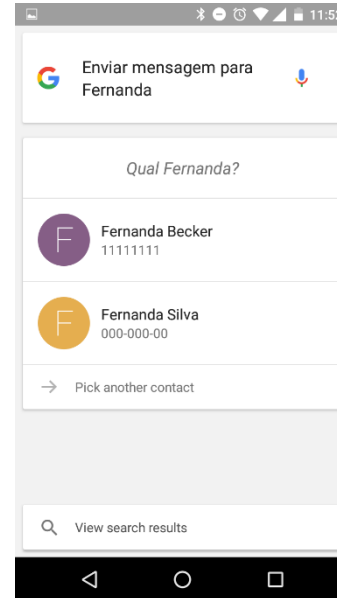 11:52
Enviar mensagem para
Fernanda
Qual Fernanda?
F
Fernanda Becker
11111111
F
Fernanda Silva
000-000-00
Pick another contact
View search results